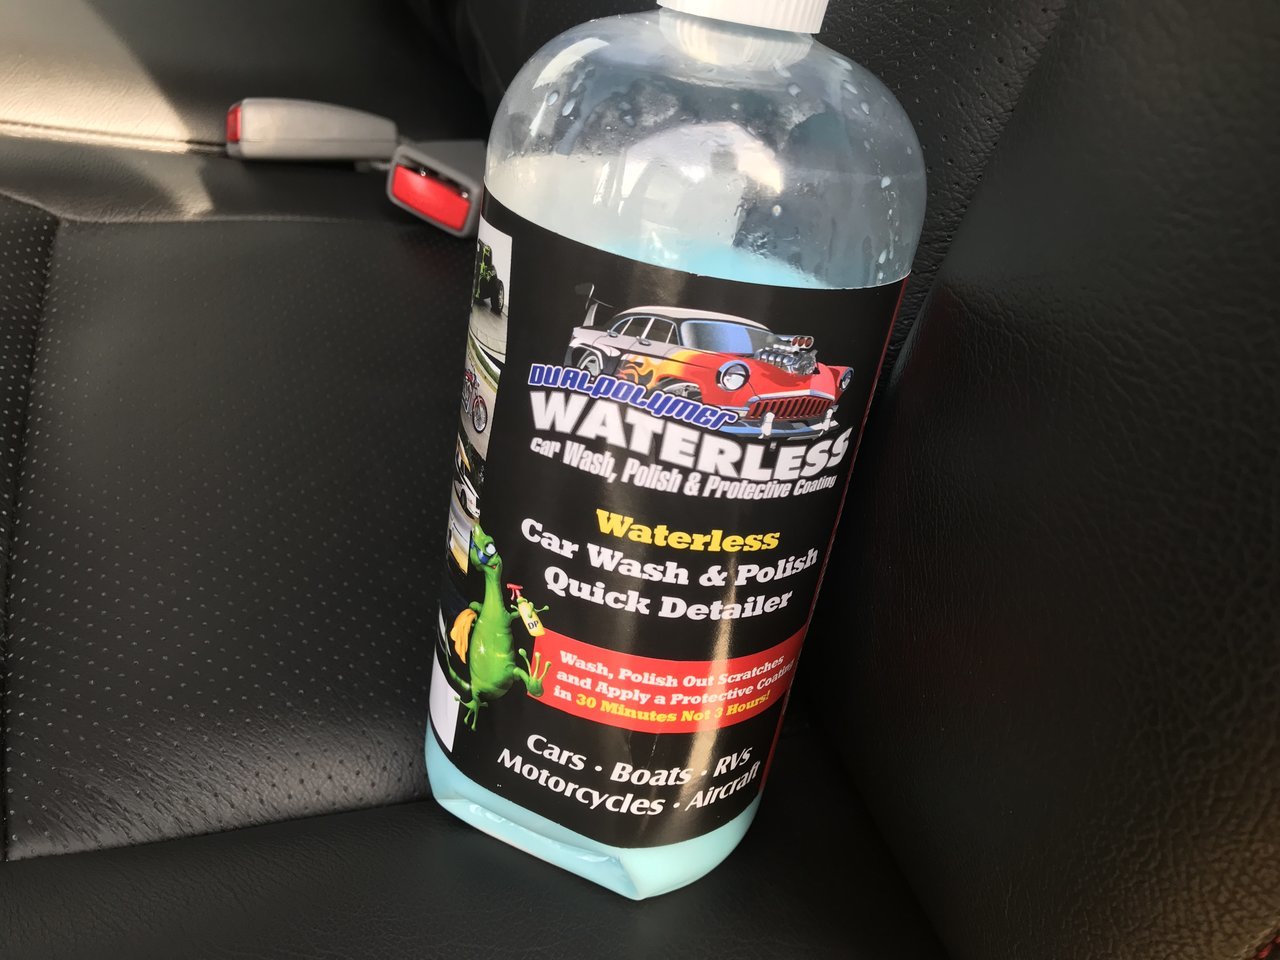 DUALPOLYMER
WATERLESS
Car Wash, Polish & Protective Coating
Waterless
Car Wash & Polish
Quick Detailer
DP
Wash, Polish Out Scratches
and Apply a Protective Coating
in 30 Minutes Not 3 Hours!
Cars · Boats · RVs
Motorcycles · Aircraft